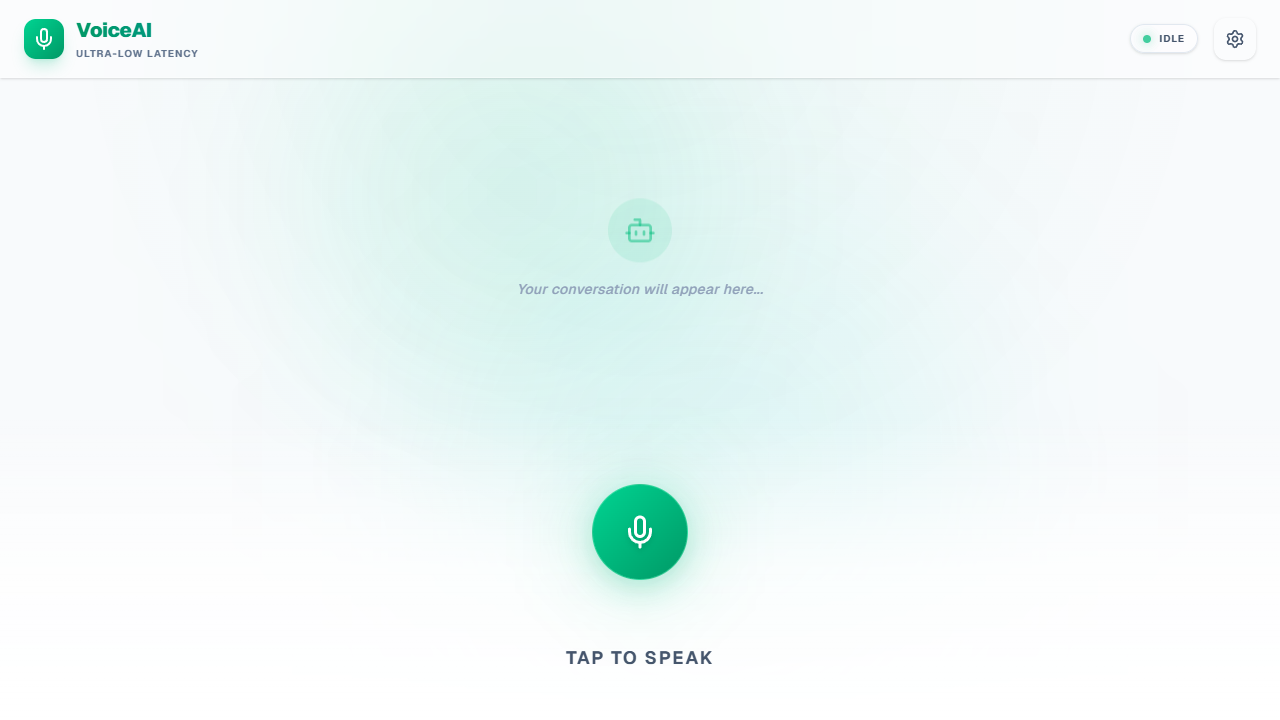 VoiceAI
ULTRA-LOW LATENCY
IDLE
Your conversation will appear here...
TAP TO SPEAK